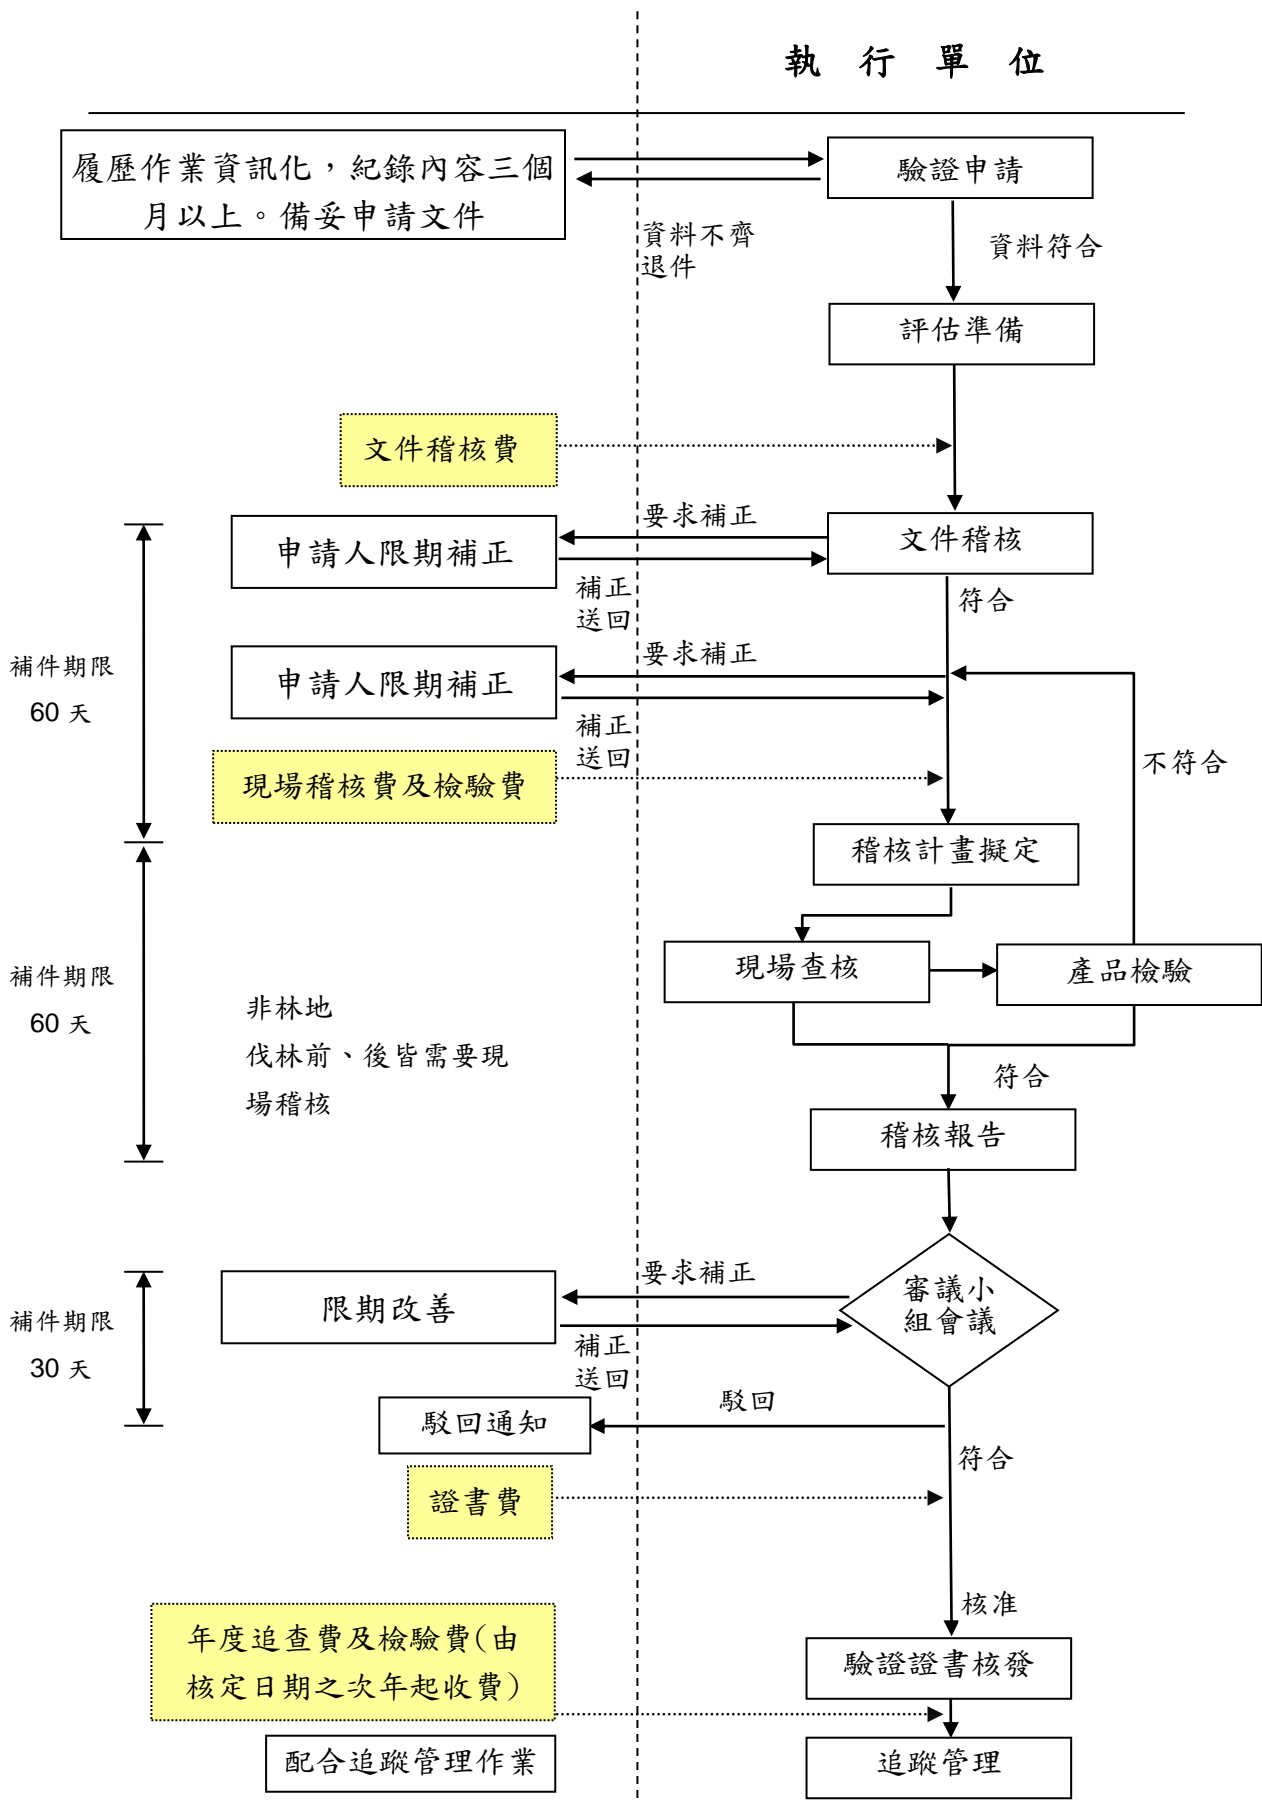 執行單位
履歷作業資訊化，紀錄內容三個
月以上。備妥申請文件
驗證申請
資料不齊
退件
資料符合
評估準備
文件稽核費
要求補正
申請人限期補正
文件稽核
補正
送回
符合
要求補正
申請人限期補正
補件期限
60 天
補正
送回
現場稽核費及檢驗費
不符合
稽核計畫擬定
現場查核
產品檢驗
補件期限
60 天
非林地
伐林前、後皆需要現
場稽核
符合
稽核報告
要求補正
限期改善
審議小
組會議
補件期限
30 天
補正
送回
駁回
駁回通知
符合
證書費
核准
年度追查費及檢驗費(由
核定日期之次年起收費)
驗證證書核發
配合追蹤管理作業
追蹤管理